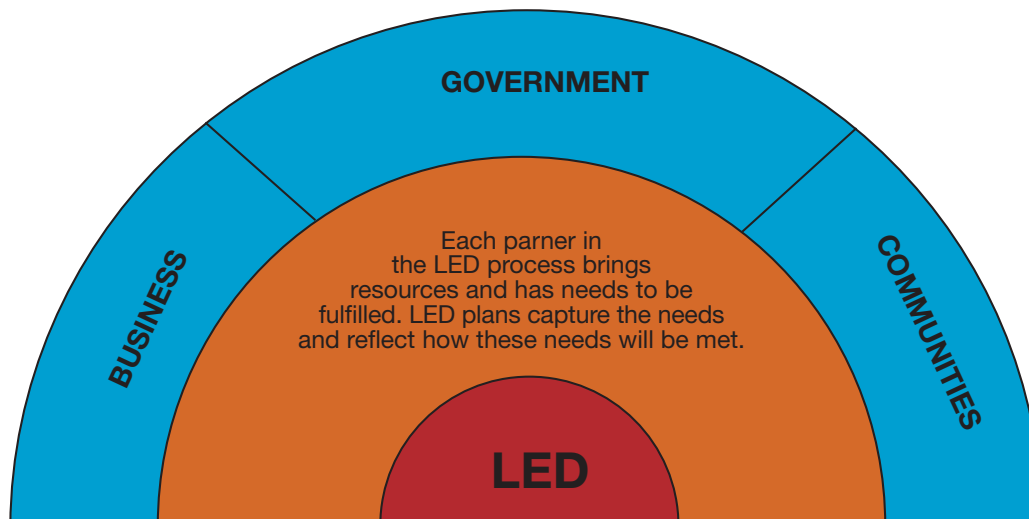 GOVERNMENT
BUSINESS
COMMUNITIES
Each parner in
the LED process brings
resources and has needs to be
fulfilled. LED plans capture the needs
and reflect how these needs will be met.
LED